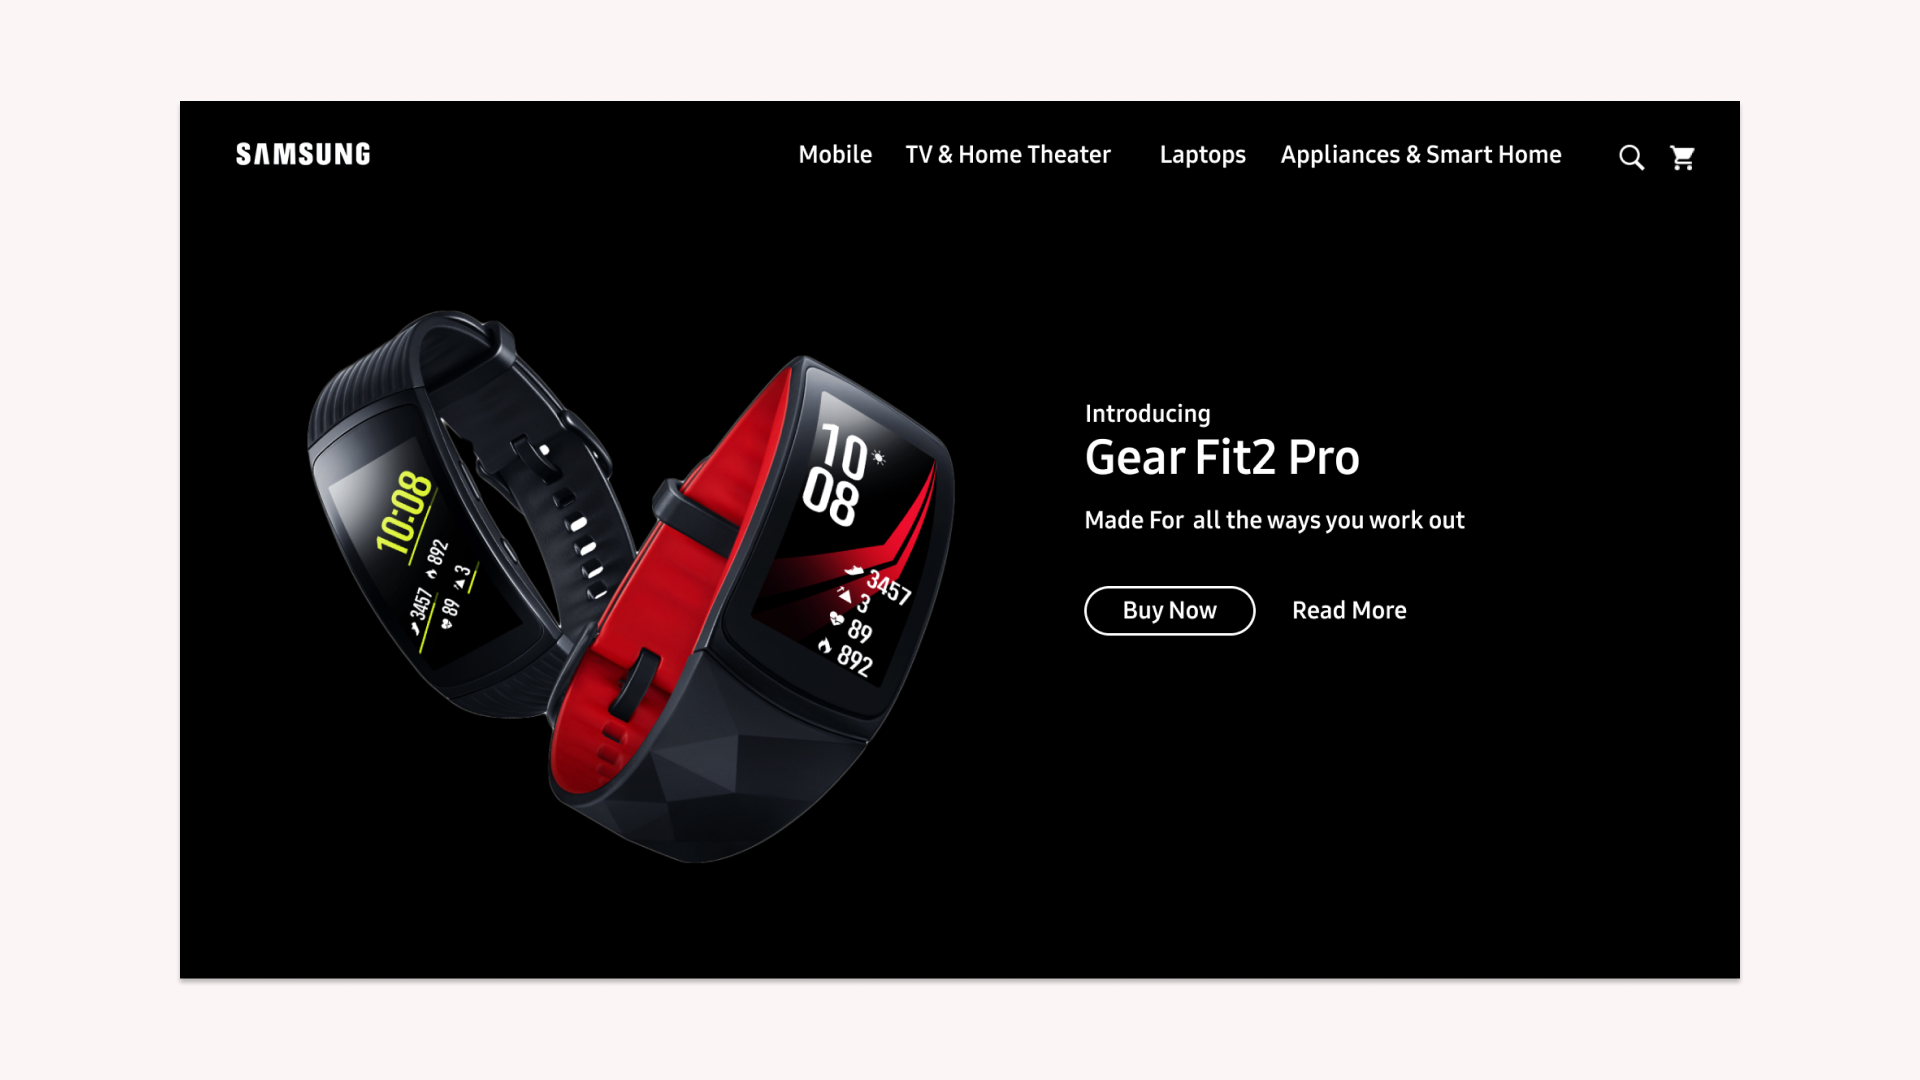 SAMSUNG
Mobile TV & Home Theater Laptops Appliances & Smart Home
10:08
3457 892
89 3
10
08
3457
3
89
892
Introducing
Gear Fit2 Pro
Made For all the ways you work out
Buy Now Read More